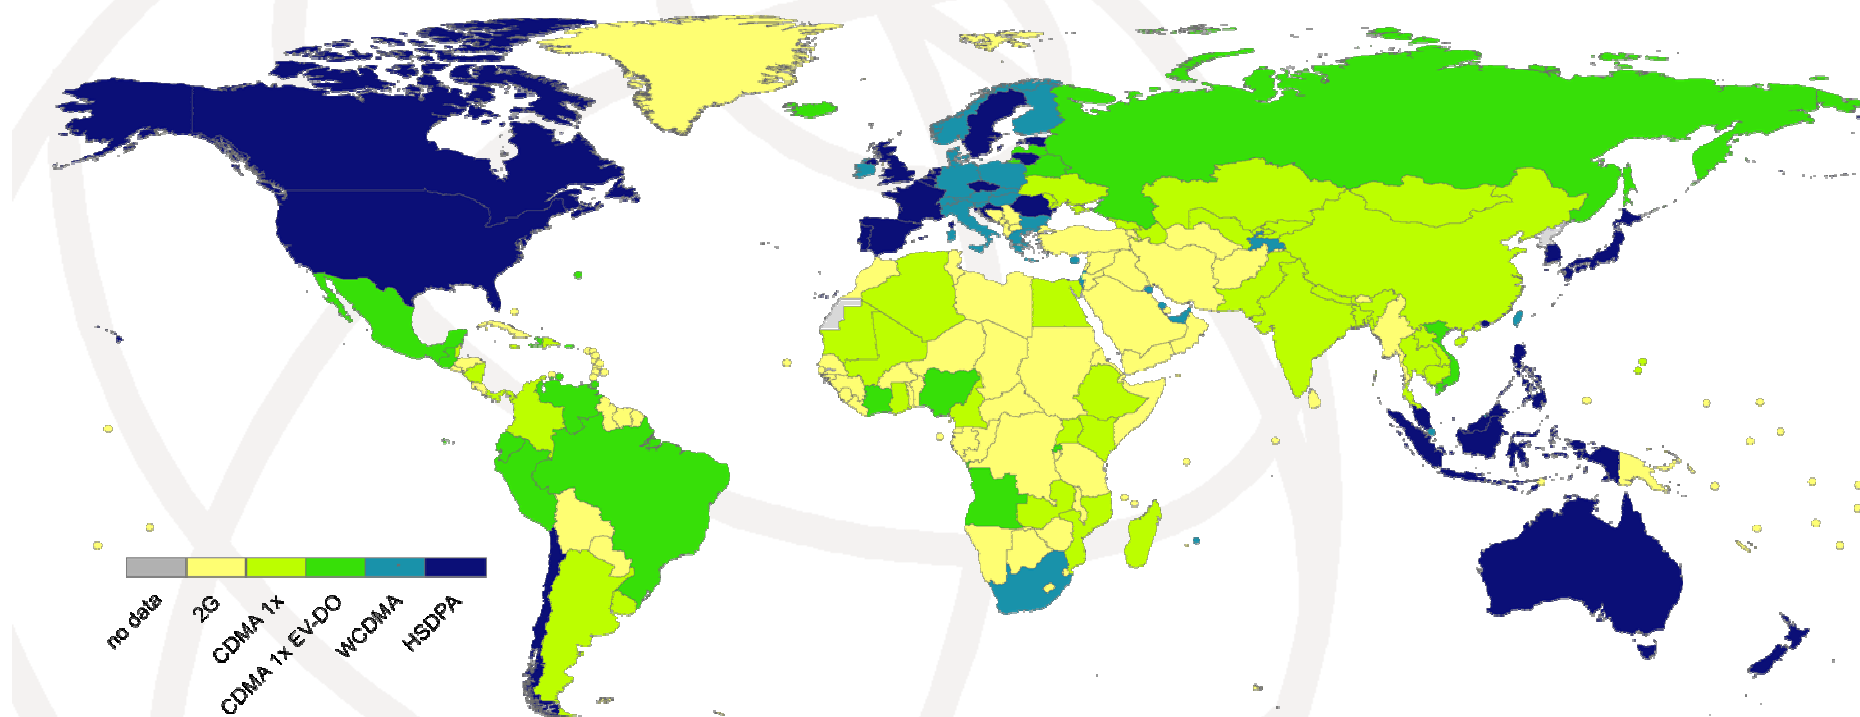 no data
2G
CDMA 1x
CDMA 1x EV-DO
WCDMA
HSDPA